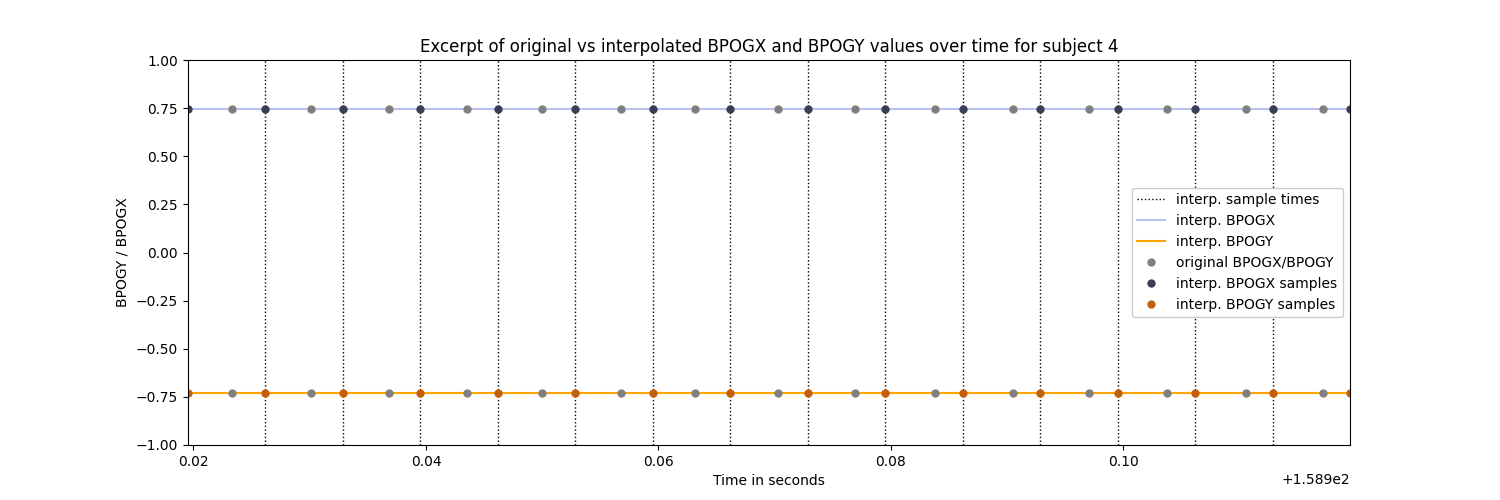 Excerpt of original vs interpolated BPOGX and BPOGY values over time for subject 4
1.00
0.75
0.50
0.25
0.00
−0.25
−0.50
−0.75
−1.00
BPOGY / BPOGX
interp. sample times
interp. BPOGX
interp. BPOGY
original BPOGX/BPOGY
interp. BPOGX samples
interp. BPOGY samples
0.02 0.04 0.06 0.08 0.10
Time in seconds
+1.589e2